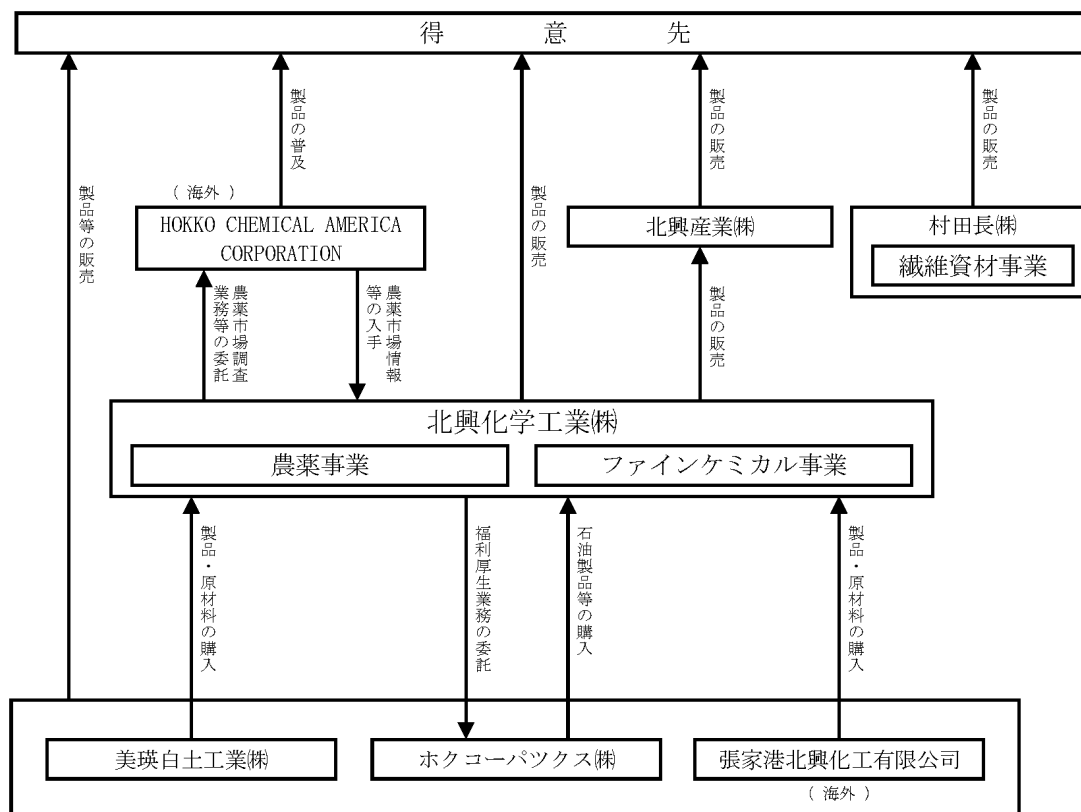 得意先
製品等の販売
製品の普及
製品の販売
製品の販売
製品の販売
（海外）
HOKKO CHEMICAL AMERICA
CORPORATION
北興産業㈱
村田長㈱
繊維資材事業
農薬市場調査
業務等の委託
農薬市場情報
等の入手
製品の販売
北興化学工業㈱
農薬事業
ファインケミカル事業
製品・原材料の購入
福利厚生業務の委託
石油製品等の購入
製品・原材料の購入
美瑛白土工業㈱
ホクコーパツクス㈱
張家港北興化工有限公司
（海外）